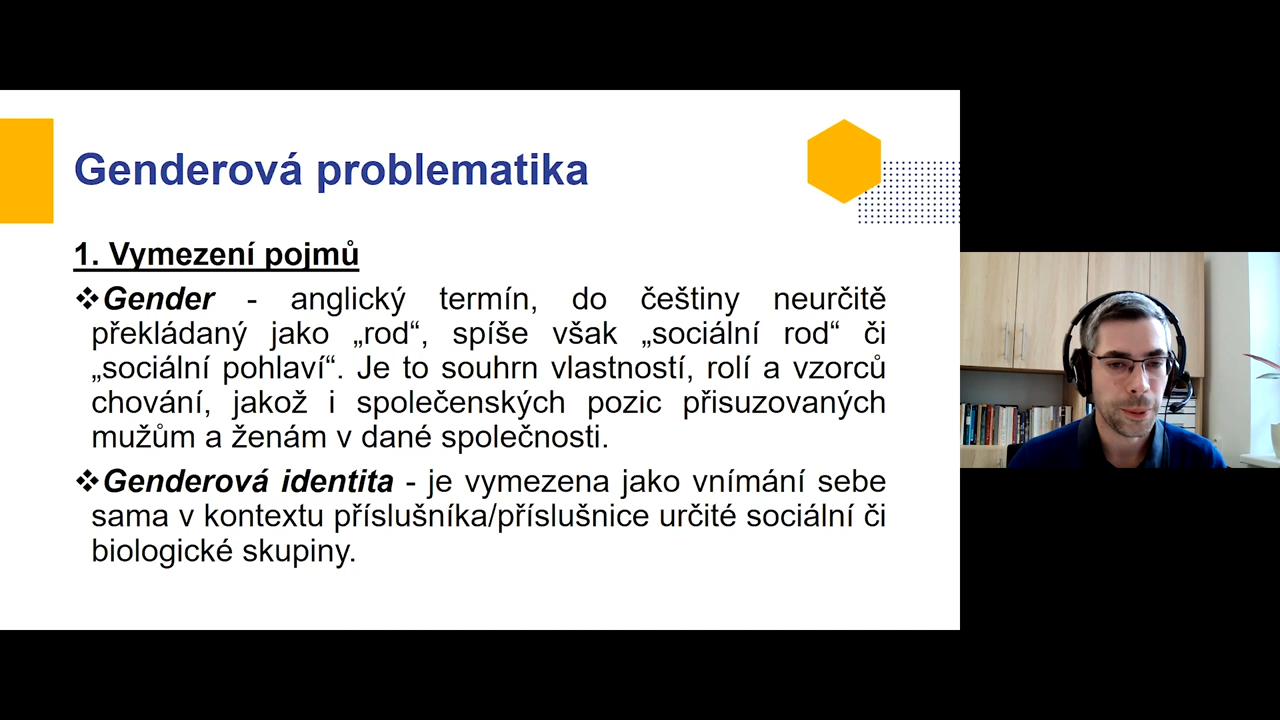 Genderová problematika
1. Vymezení pojmů
❖Gender - anglický termín, do češtiny neurčitě
překládaný jako „rod“, spíše však „sociální rod“ či
„sociální pohlaví“. Je to souhrn vlastností, rolí a vzorců
chování, jakož i společenských pozic přisuzovaných
mužům a ženám v dané společnosti.
❖Genderová identita - je vymezena jako vnímání sebe
sama v kontextu příslušníka/příslušnice určité sociální či
biologické skupiny.